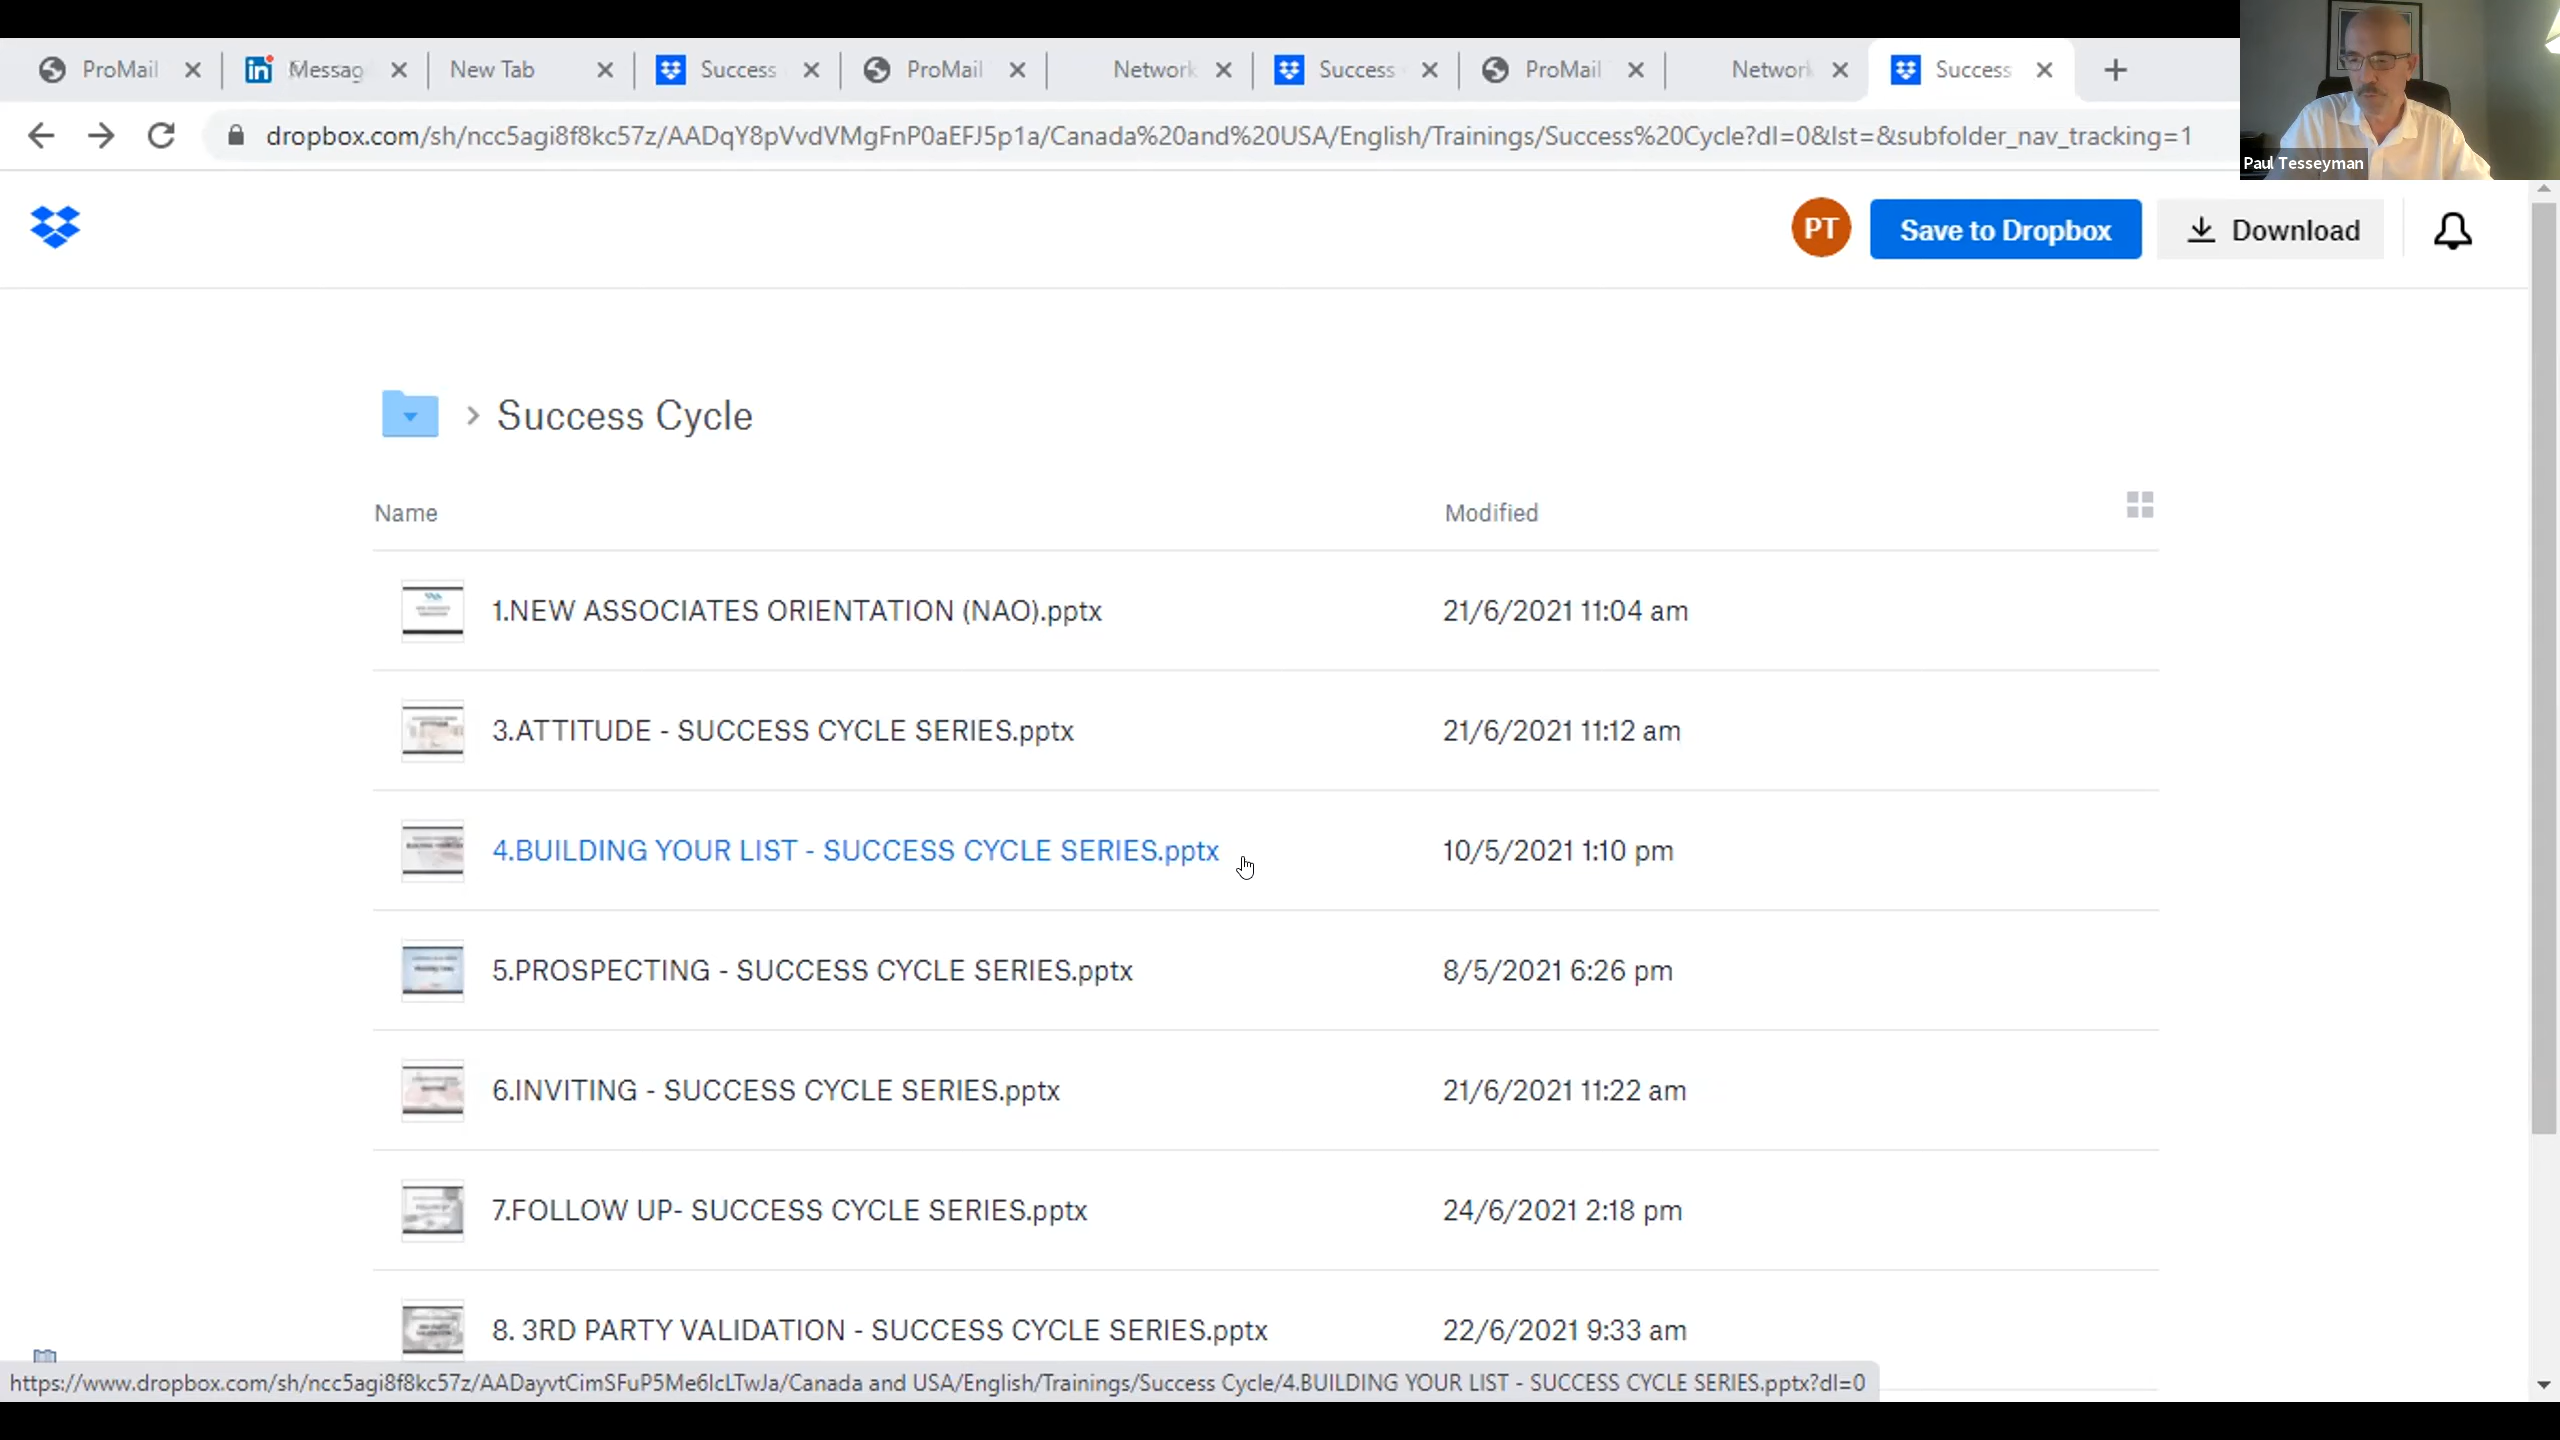 ProMail
Messag
New Tab
Success
ProMail
Network
Success
ProMail
Network
Success
dropbox.com/sh/ncc5agi8f8kc57z/AADqY8pVvdVMgFnP0aEFJ5p1a/Canada%20and%20USA/English/Trainings/Success%20Cycle?dl=0&lst=&subfolder_nav_tracking=1
Paul Tesseyman
PT
Save to Dropbox
Download
Success Cycle
Name
Modified
1.NEW ASSOCIATES ORIENTATION (NAO).pptx
21/6/2021 11:04 am
3.ATTITUDE - SUCCESS CYCLE SERIES.pptx
21/6/2021 11:12 am
4.BUILDING YOUR LIST - SUCCESS CYCLE SERIES.pptx
10/5/2021 1:10 pm
5.PROSPECTING - SUCCESS CYCLE SERIES.pptx
8/5/2021 6:26 pm
6.INVITING - SUCCESS CYCLE SERIES.pptx
21/6/2021 11:22 am
7.FOLLOW UP- SUCCESS CYCLE SERIES.pptx
24/6/2021 2:18 pm
8. 3RD PARTY VALIDATION - SUCCESS CYCLE SERIES.pptx
22/6/2021 9:33 am
https://www.dropbox.com/sh/ncc5agi8f8kc57z/AADayvtCimSFuP5Me6IcLTwJa/Canada and USA/English/Trainings/Success Cycle/4.BUILDING YOUR LIST - SUCCESS CYCLE SERIES.pptx?dl=0